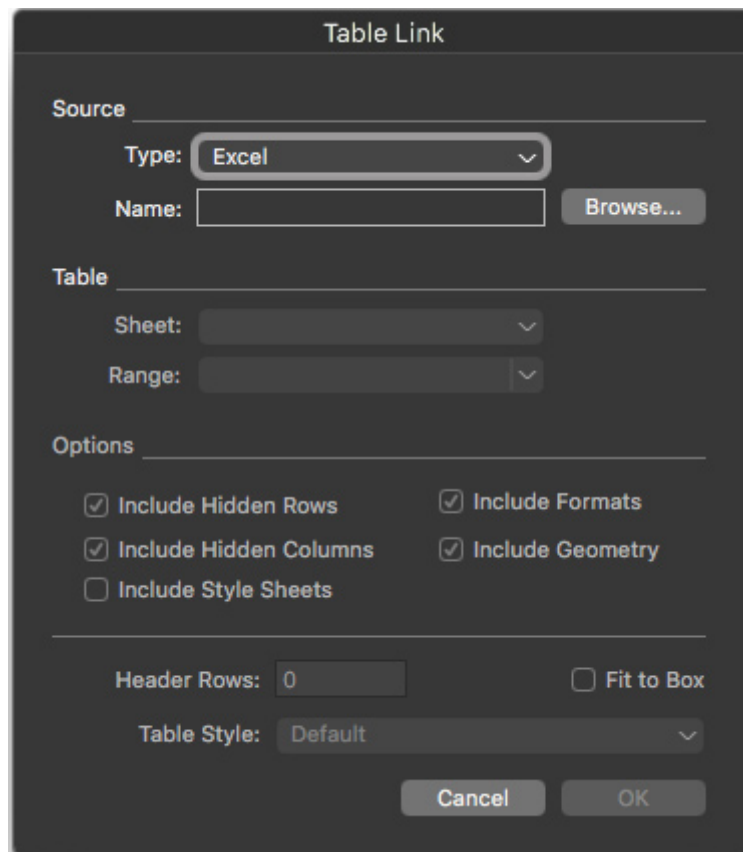 Table Link
Source
Type: Excel
Name: Browse...
Table
Sheet:
Range:
Options
Include Hidden Rows Include Formats
Include Hidden Columns Include Geometry
Include Style Sheets
Header Rows: 0 Fit to Box
Table Style: Default
Cancel OK